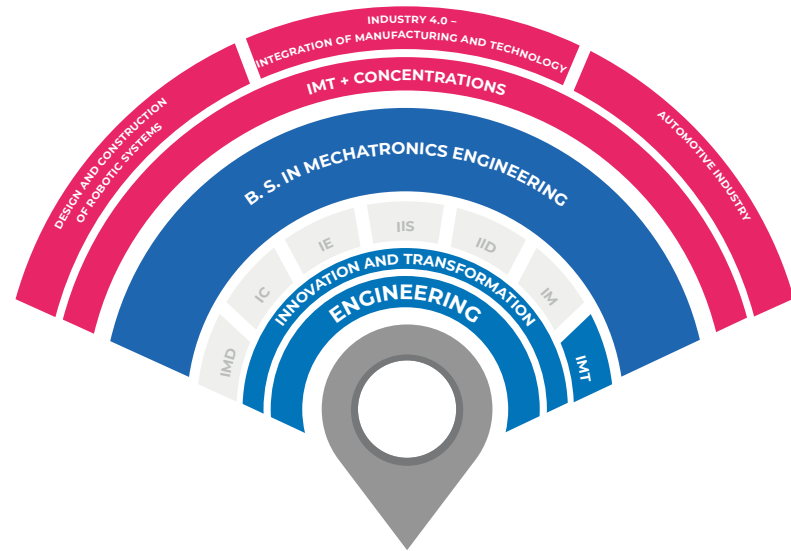 INDUSTRY 4.0 –
INTEGRATION OF MANUFACTURING AND TECHNOLOGY
DESIGN AND CONSTRUCTION
OF ROBOTIC SYSTEMS
AUTOMOTIVE INDUSTRY
IMT + CONCENTRATIONS
B. S. IN MECHATRONICS ENGINEERING
IMD
IC
IE
IIS
IID
IM
IMT
INNOVATION AND TRANSFORMATION
ENGINEERING